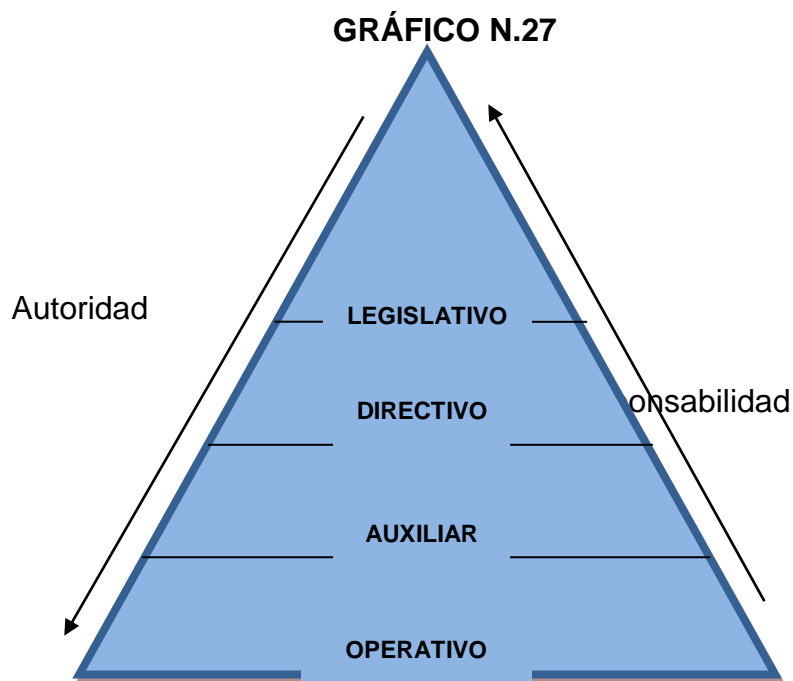 GRÁFICO N.27
Autoridad
LEGISLATIVO
DIRECTIVO
onsabilidad
AUXILIAR
OPERATIVO